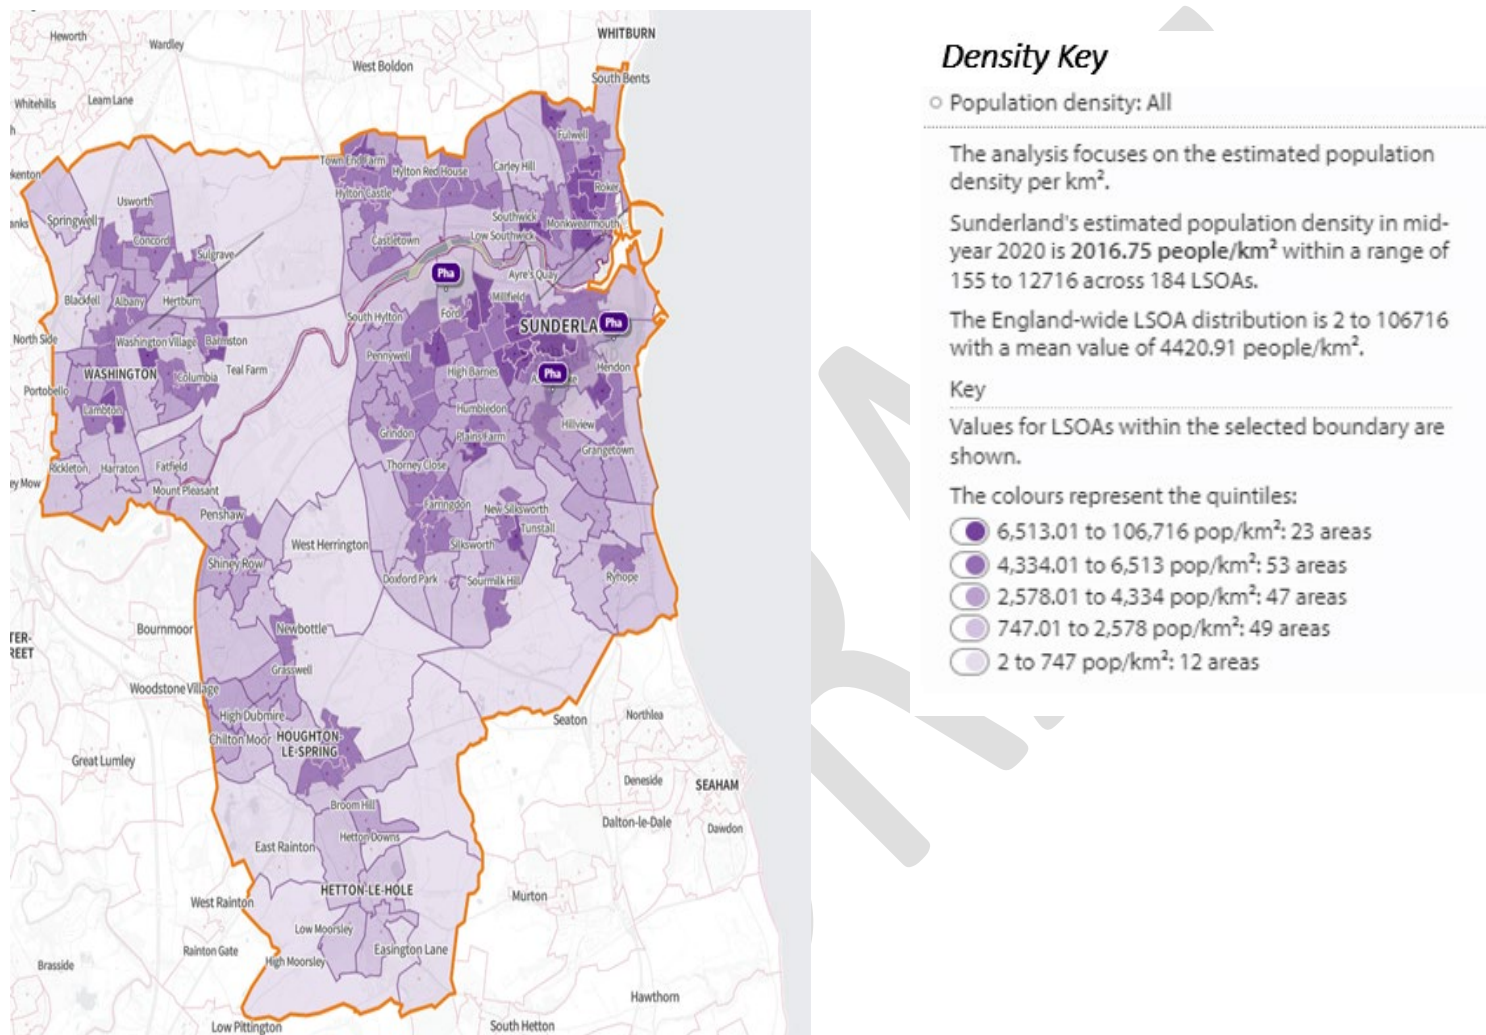 Heworth
Wardley
WHITBURN
West Boldon
South Bents
Whitehills
Leam Lane
Fulwell
Town End Farm
Hylton Red House
Carley Hill
kenton
Hylton Castle
Roker
Usworth
Springwell
anks
Southwick
Monkwearmouth
Concord
Castletown
Low Southwick
Sulgrave
Pha
Ayre's Quay
Blackfell
Albany
Hertburn
Millfield
South Hylton
Ford
SUNDERLA
Pha
North Side
Washington Village
Barmston
Pennywell
High Barnes
Pha
Hendon
WASHINGTON
Columbia
Teal Farm
Portobello
Lambton
Humbledon
Hillview
Grindon
Plains Farm
Grangetown
Rickleton
Harraton
Fatfield
Thorney Close
ey Mow
Mount Pleasant
Penshaw
Farringdon
New Silksworth
Tunstall
West Herrington
Silksworth
Shiney Row
Doxford Park
Sourmilk Hill
Ryhope
TER-
REET
Bournmoor
Newbottle
Grasswell
Woodstone Village
High Dubmire
Seaton
Northlea
Chilton Moor
HOUGHTON-
LE-SPRING
Great Lumley
Deneside
SEAHAM
Broom Hill
Dalton-le-Dale
Dawdon
Hetton Downs
East Rainton
HETTON-LE-HOLE
Murton
West Rainton
Low Moorsley
Rainton Gate
Easington Lane
High Moorsley
Brasside
Hawthorn
Low Pittington
South Hetton
Density Key
Population density: All
The analysis focuses on the estimated population
density per km².
Sunderland's estimated population density in mid-
year 2020 is 2016.75 people/km² within a range of
155 to 12716 across 184 LSOAs.
The England-wide LSOA distribution is 2 to 106716
with a mean value of 4420.91 people/km².
Key
Values for LSOAs within the selected boundary are
shown.
The colours represent the quintiles:
6,513.01 to 106,716 pop/km²: 23 areas
4,334.01 to 6,513 pop/km²: 53 areas
2,578.01 to 4,334 pop/km²: 47 areas
747.01 to 2,578 pop/km²: 49 areas
2 to 747 pop/km²: 12 areas